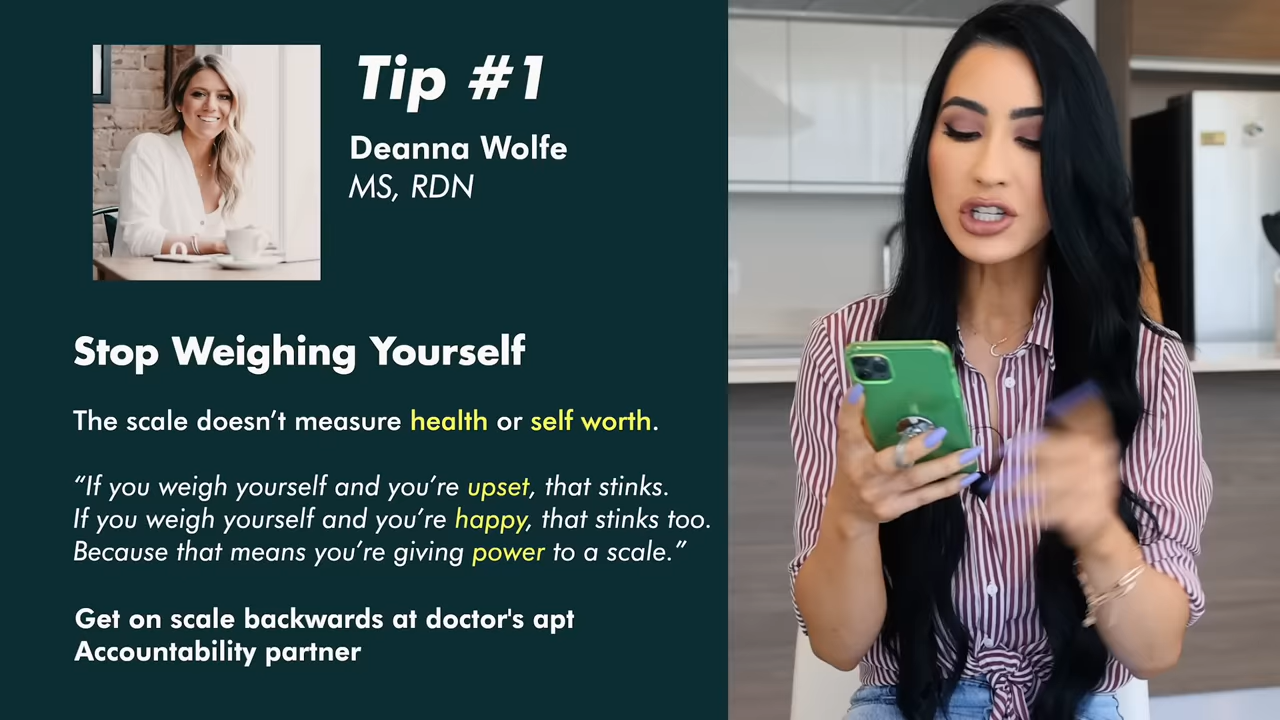 Tip #1
Deanna Wolfe
MS, RDN
Stop Weighing Yourself
The scale doesn’t measure health or self worth.
“If you weigh yourself and you’re upset, that stinks.
If you weigh yourself and you’re happy, that stinks too.
Because that means you’re giving power to a scale.”
Get on scale backwards at doctor's apt
Accountability partner